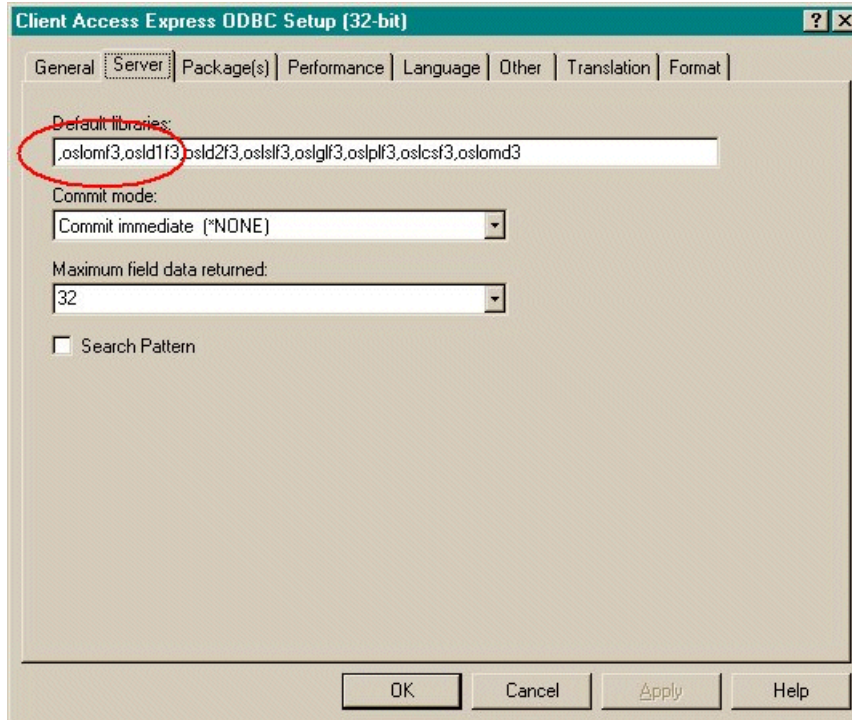 Client Access Express ODBC Setup (32-bit)
General Server Package(s) Performance Language Other Translation Format
Default libraries:
,oslomf3,osld1f3,osld2f3,oslslf3,oslglf3,oslplf3,oslcsf3,oslomd3
Commit mode:
Commit immediate (*NONE)
Maximum field data returned:
32
Search Pattern
OK Cancel Apply Help